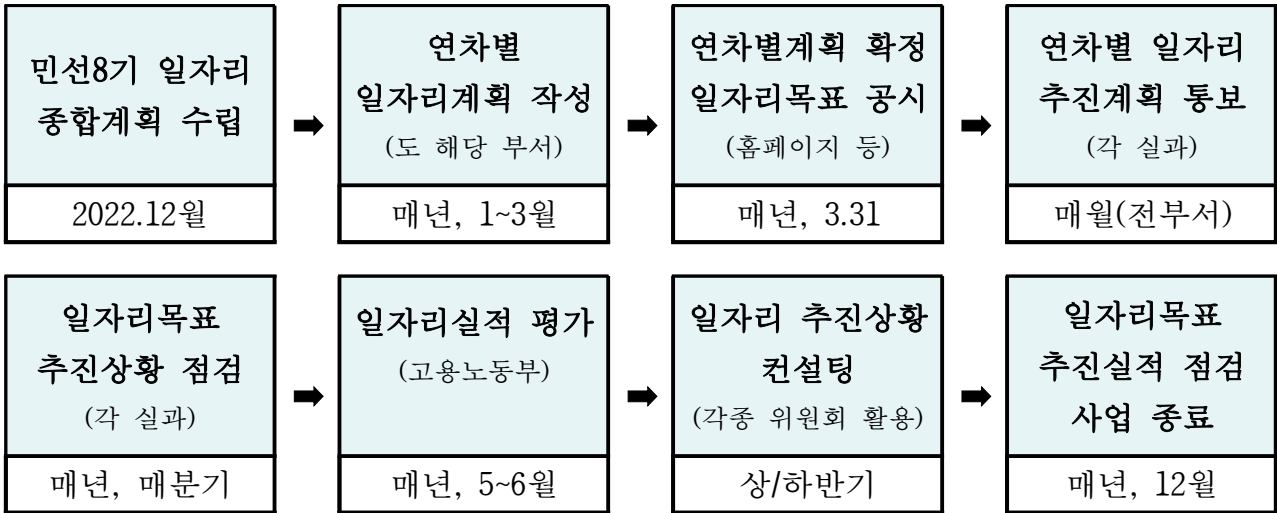 민선8기 일자리
종합계획 수립
2022.12월
➡
연차별
일자리계획 작성
(도 해당 부서)
매년, 1~3월
➡
연차별계획 확정
일자리목표 공시
(홈페이지 등)
매년, 3.31
➡
연차별 일자리
추진계획 통보
(각 실과)
매월(전부서)
일자리목표
추진상황 점검
(각 실과)
매년, 매분기
➡
일자리실적 평가
(고용노동부)
매년, 5~6월
➡
일자리 추진상황
컨설팅
(각종 위원회 활용)
상/하반기
➡
일자리목표
추진실적 점검
사업 종료
매년, 12월